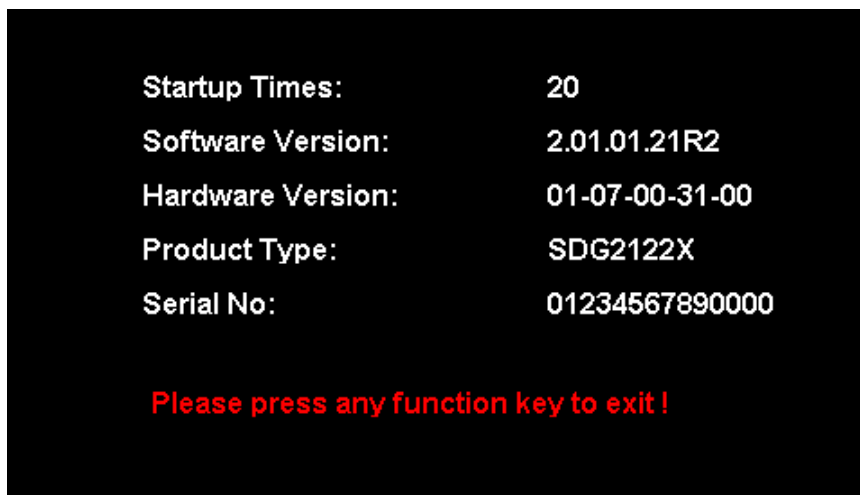 Startup Times: 20
Software Version: 2.01.01.21R2
Hardware Version: 01-07-00-31-00
Product Type: SDG2122X
Serial No: 01234567890000
Please press any function key to exit !